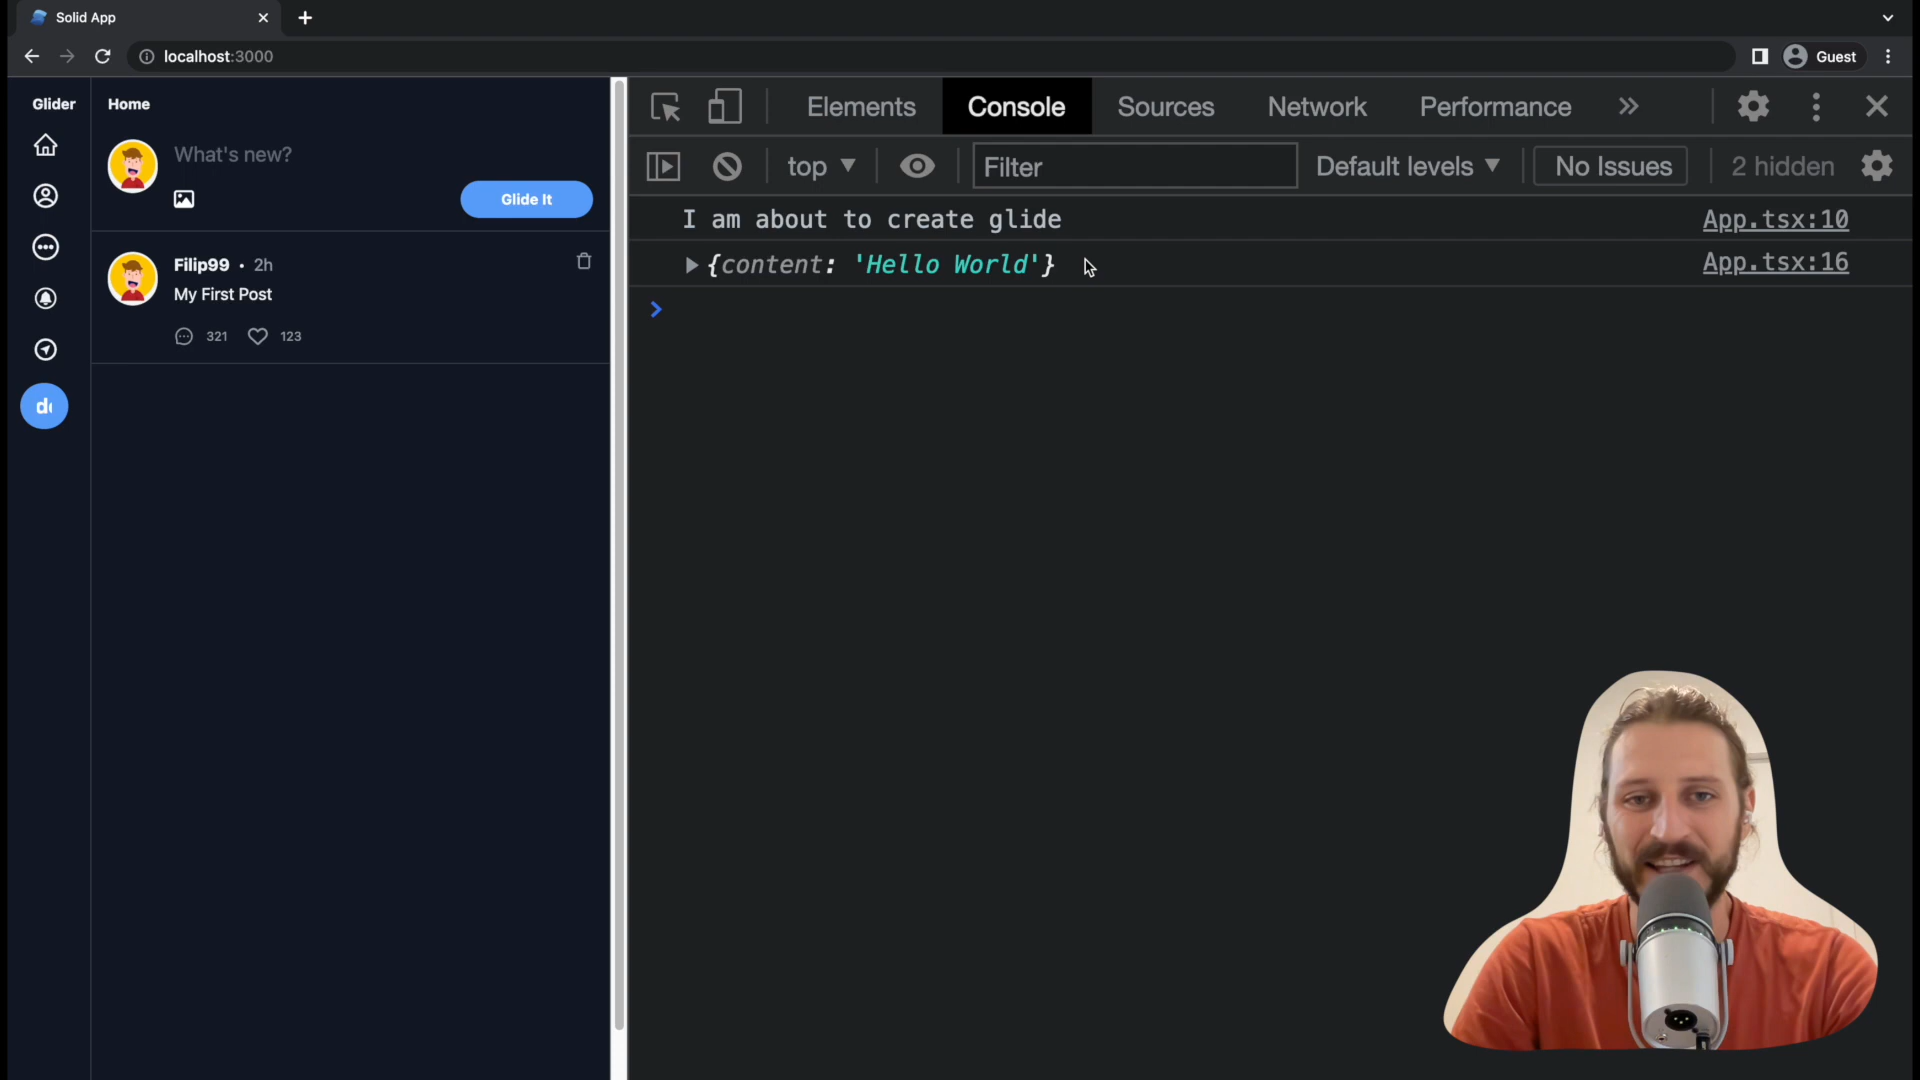 Solid App
localhost:3000
Guest
Glider
Home
What's new?
Glide It
Filip99 • 2h
My First Post
321 123
Elements Console Sources Network Performance
top Filter Default levels No Issues 2 hidden
I am about to create glide App.tsx:10
{content: 'Hello World'} App.tsx:16